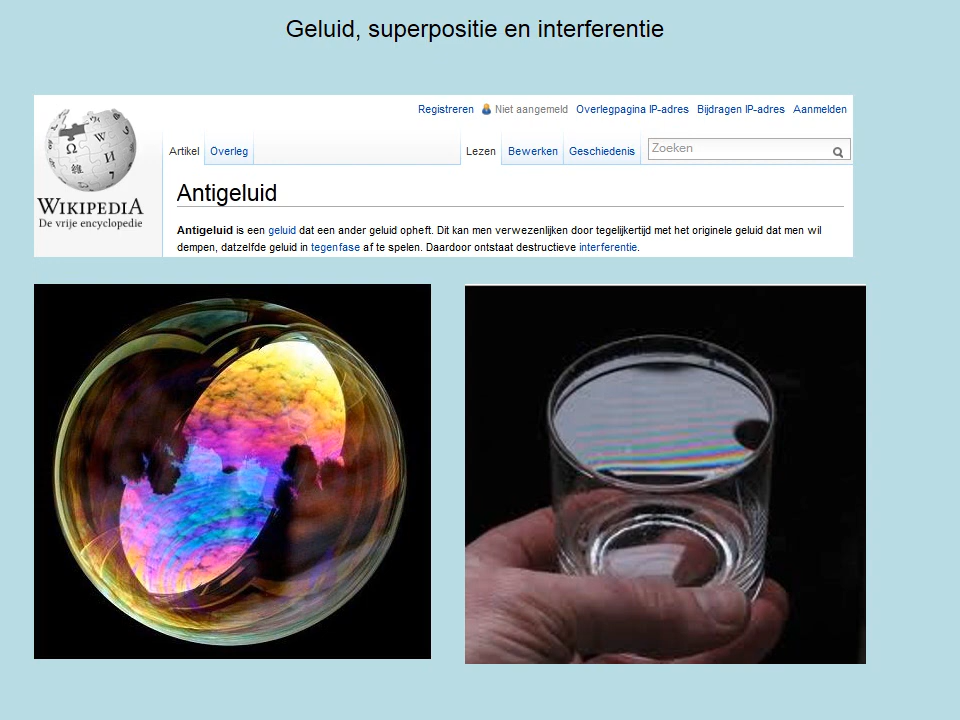 Geluid, superpositie en interferentie
Registreren Niet aangemeld Overlegpagina IP-adres Bijdragen IP-adres Aanmelden
Artikel Overleg Lezen Bewerken Geschiedenis Zoeken
WIKIPEDIA
De vrije encyclopedie
Antigeluid
Antigeluid is een geluid dat een ander geluid opheft. Dit kan men verwezenlijken door tegelijkertijd met het originele geluid dat men wil
dempen, datzelfde geluid in tegenfase af te spelen. Daardoor ontstaat destructieve interferentie.